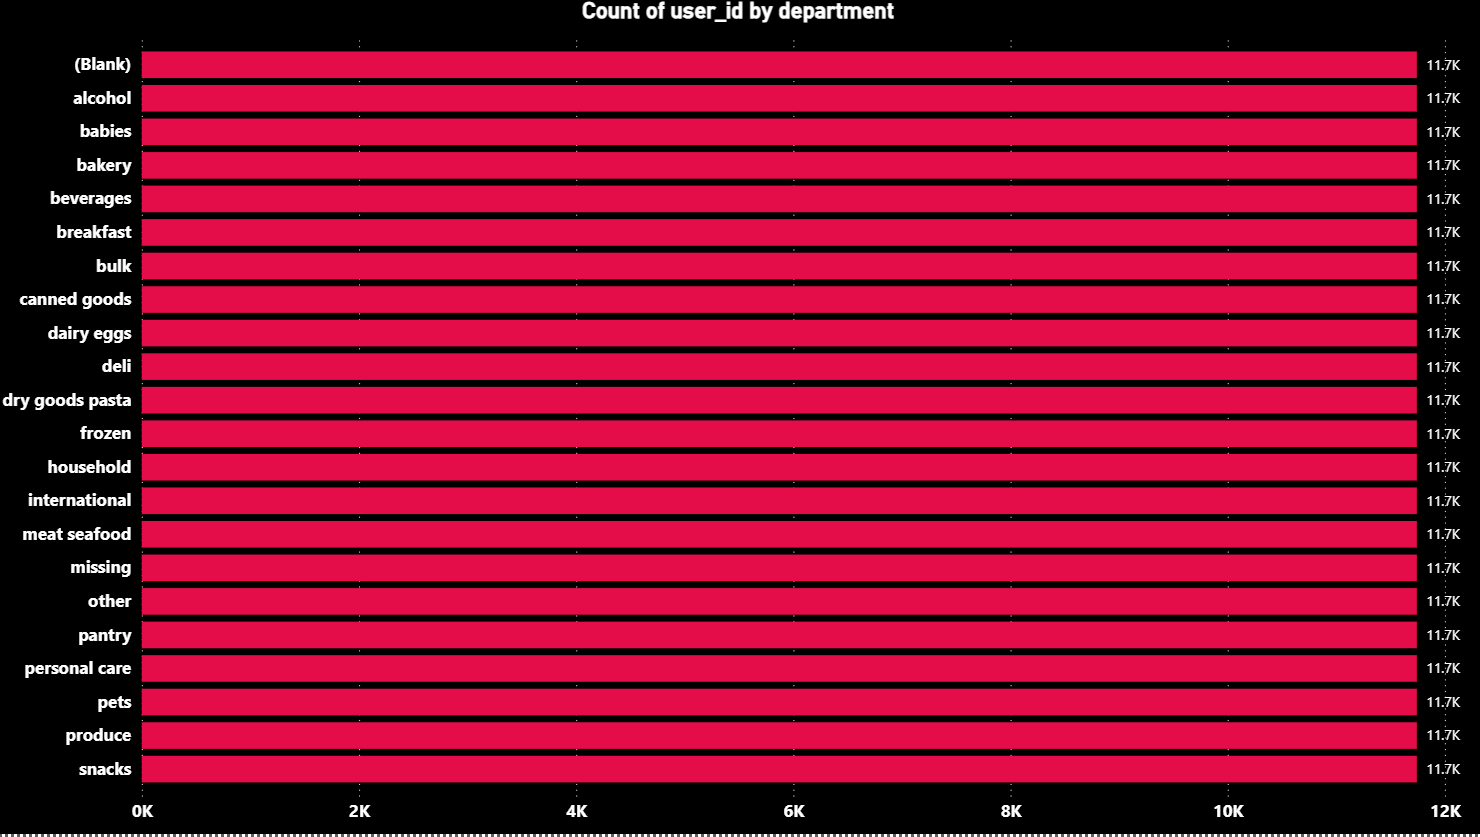 Count of user_id by department
(Blank) 11.7K
alcohol 11.7K
babies 11.7K
bakery 11.7K
beverages 11.7K
breakfast 11.7K
bulk 11.7K
canned goods 11.7K
dairy eggs 11.7K
deli 11.7K
dry goods pasta 11.7K
frozen 11.7K
household 11.7K
international 11.7K
meat seafood 11.7K
missing 11.7K
other 11.7K
pantry 11.7K
personal care 11.7K
pets 11.7K
produce 11.7K
snacks 11.7K
0K 2K 4K 6K 8K 10K 12K